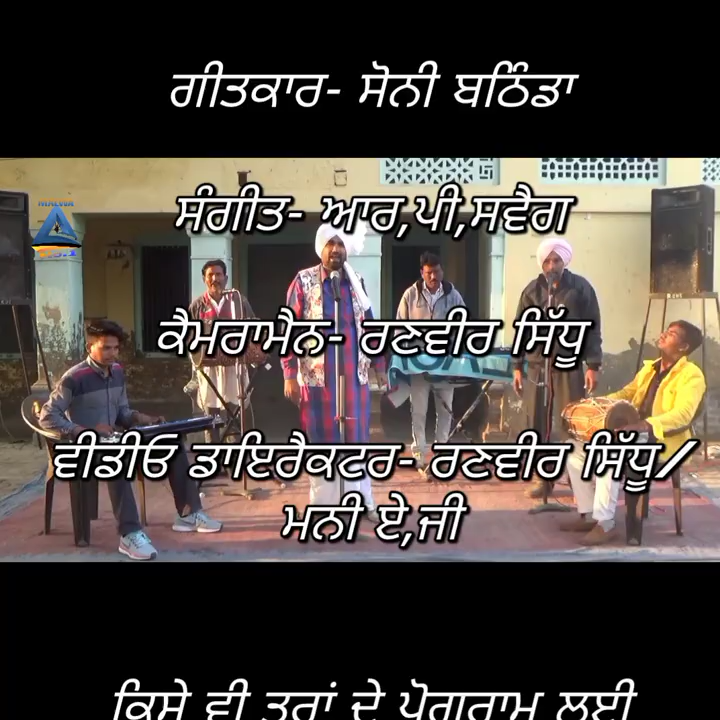 ਗੀਤਕਾਰ- ਸੋਨੀ ਬਠਿੰਡਾ
ਸੰਗੀਤ- ਆਰ,ਪੀ,ਸਵੈਗ
ਕੈਮਰਾਮੈਨ- ਰਣਵੀਰ ਸਿੱਧੂ
ਵੀਡੀਓ ਡਾਇਰੈਕਟਰ- ਰਣਵੀਰ ਸਿੱਧੂ/
ਮਨੀ ਏ,ਜੀ
ਕਿਸੇ ਵੀ ਤਰਾਂ ਦੇ ਪ੍ਰੋਗਰਾਮ ਲਈ